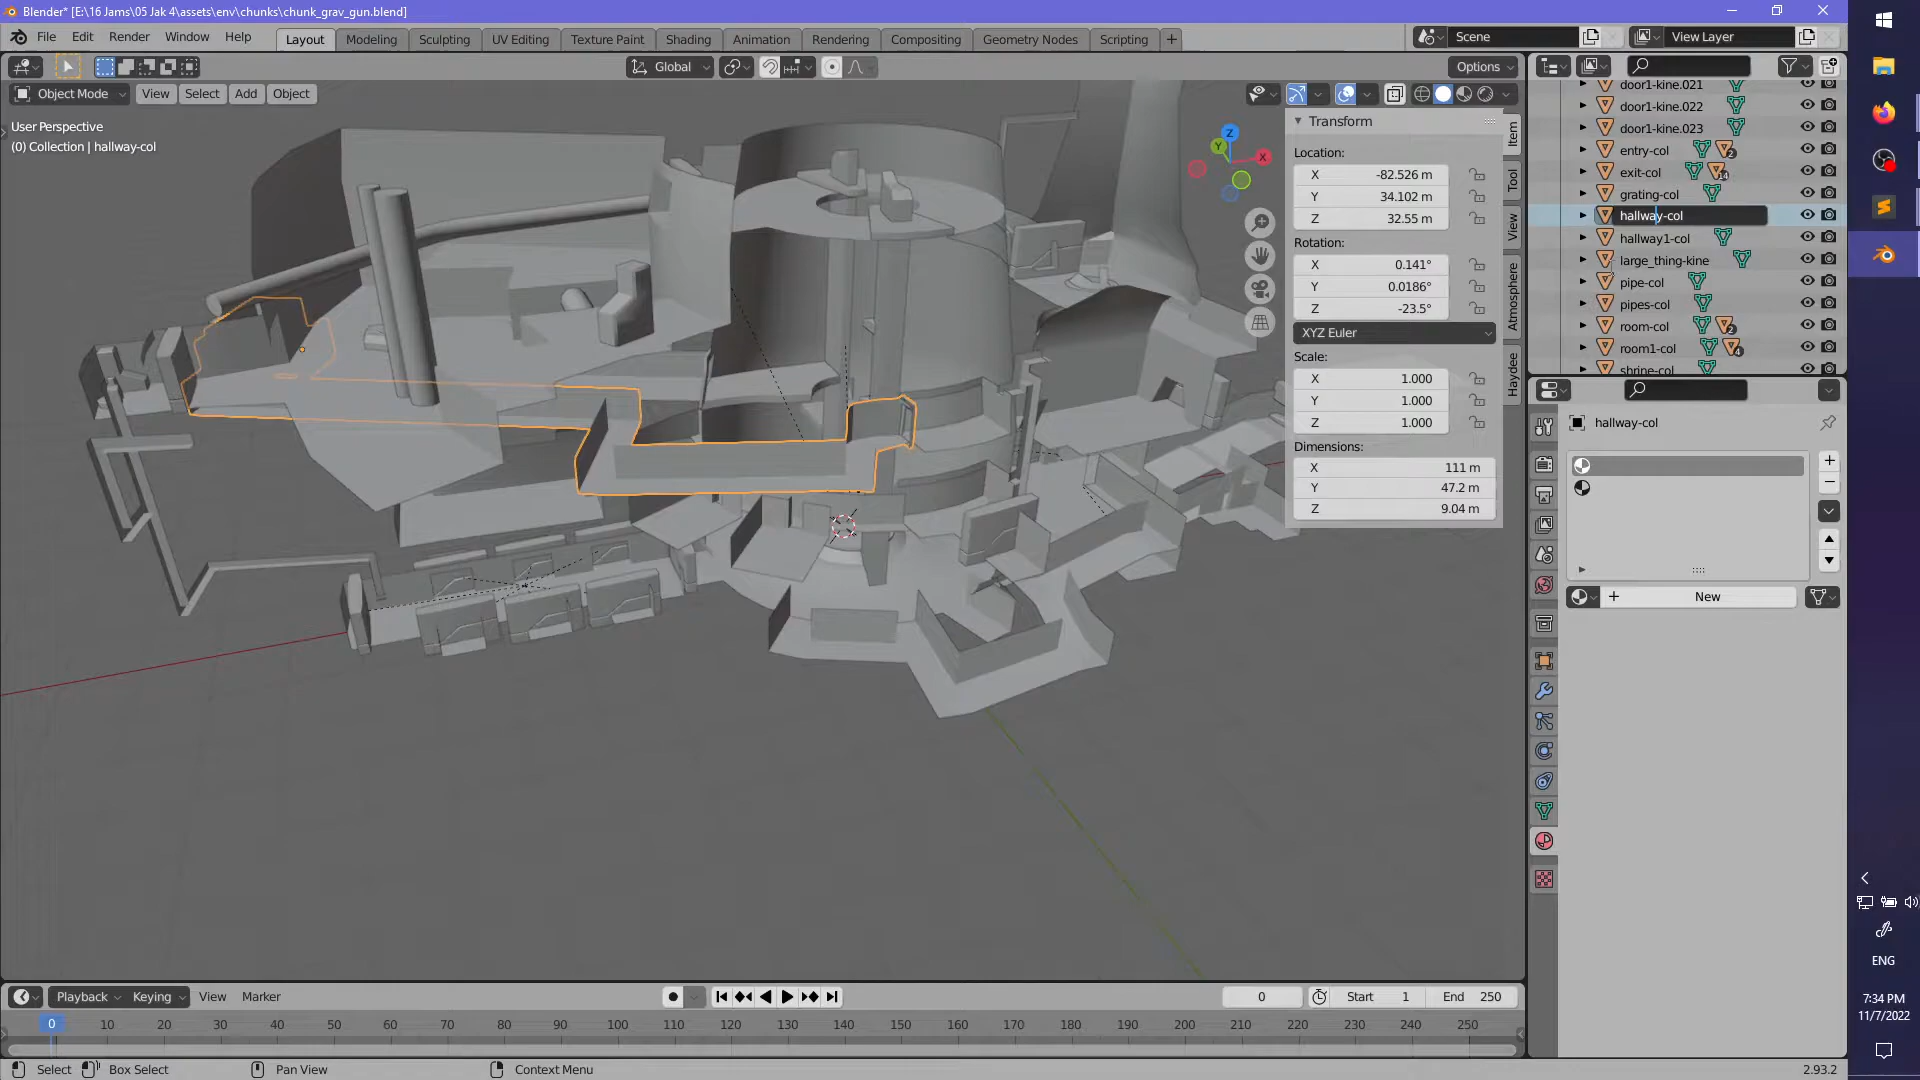 Blender* [E:\16 Jams\05 Jak 4\assets\env\chunks\chunk_grav_gun.blend]
File Edit Render Window Help
Layout Modeling Sculpting UV Editing Texture Paint Shading Animation Rendering Compositing Geometry Nodes Scripting +
Scene
View Layer
Global
Options
Object Mode View Select Add Object
User Perspective
(0) Collection | hallway-col
Z
Y
X
Transform
Location:
X -82.526 m
Y 34.102 m
Z 32.55 m
Rotation:
X 0.141°
Y 0.0186°
Z -23.5°
XYZ Euler
Scale:
X 1.000
Y 1.000
Z 1.000
Dimensions:
X 111 m
Y 47.2 m
Z 9.04 m
Item
Tool
View
Atmosphere
Haydee
door1-kine.021
door1-kine.022
door1-kine.023
entry-col 2
exit-col 14
grating-col
hallway-col
hallway1-col
large_thing-kine
pipe-col
pipes-col
room-col 2
room1-col 4
shrine-col
hallway-col
+ New
Playback Keying View Marker
0
Start 1
End 250
0 10 20 30 40 50 60 70 80 90 100 110 120 130 140 150 160 170 180 190 200 210 220 230 240 250
Select Box Select Pan View Context Menu
2.93.2
ENG
7:34 PM
11/7/2022